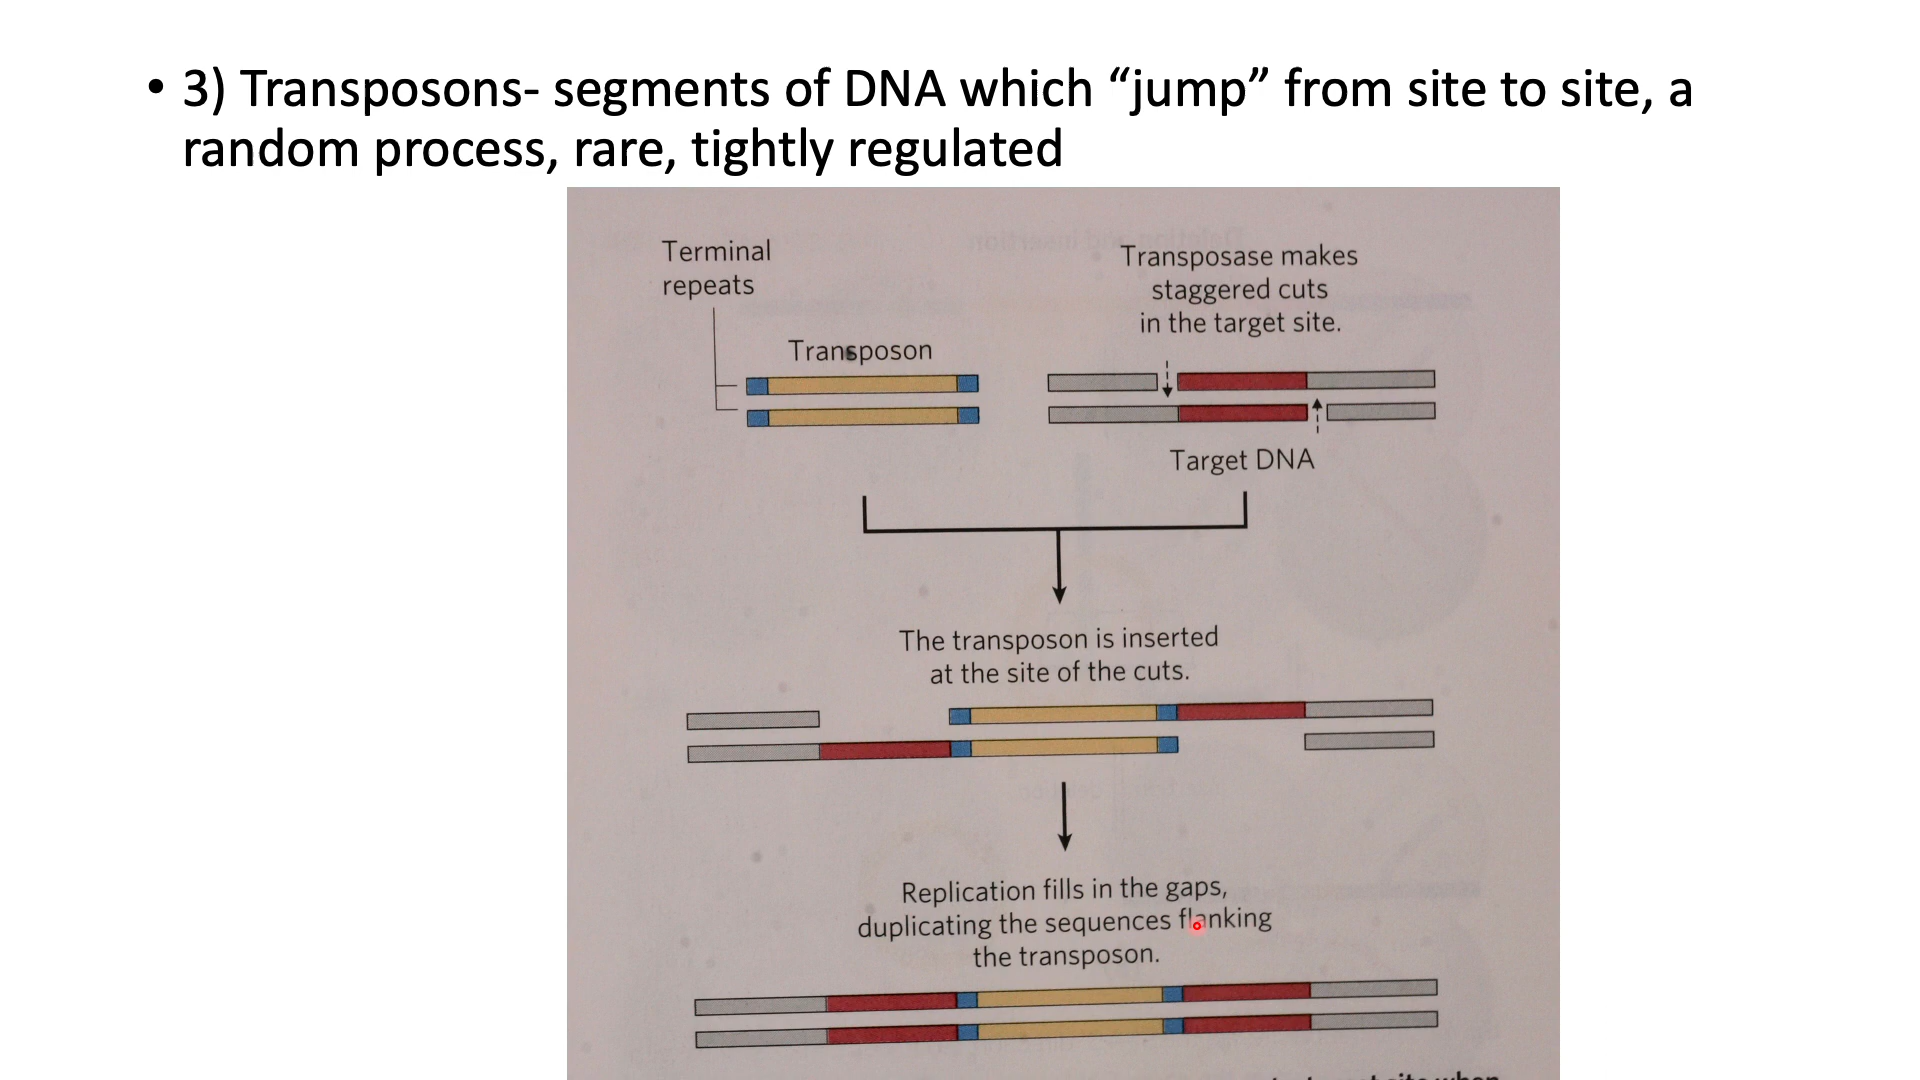 • 3) Transposons- segments of DNA which “jump” from site to site, a
random process, rare, tightly regulated
Terminal
repeats
Transposon
Transposase makes
staggered cuts
in the target site.
Target DNA
The transposon is inserted
at the site of the cuts.
Replication fills in the gaps,
duplicating the sequences flanking
the transposon.